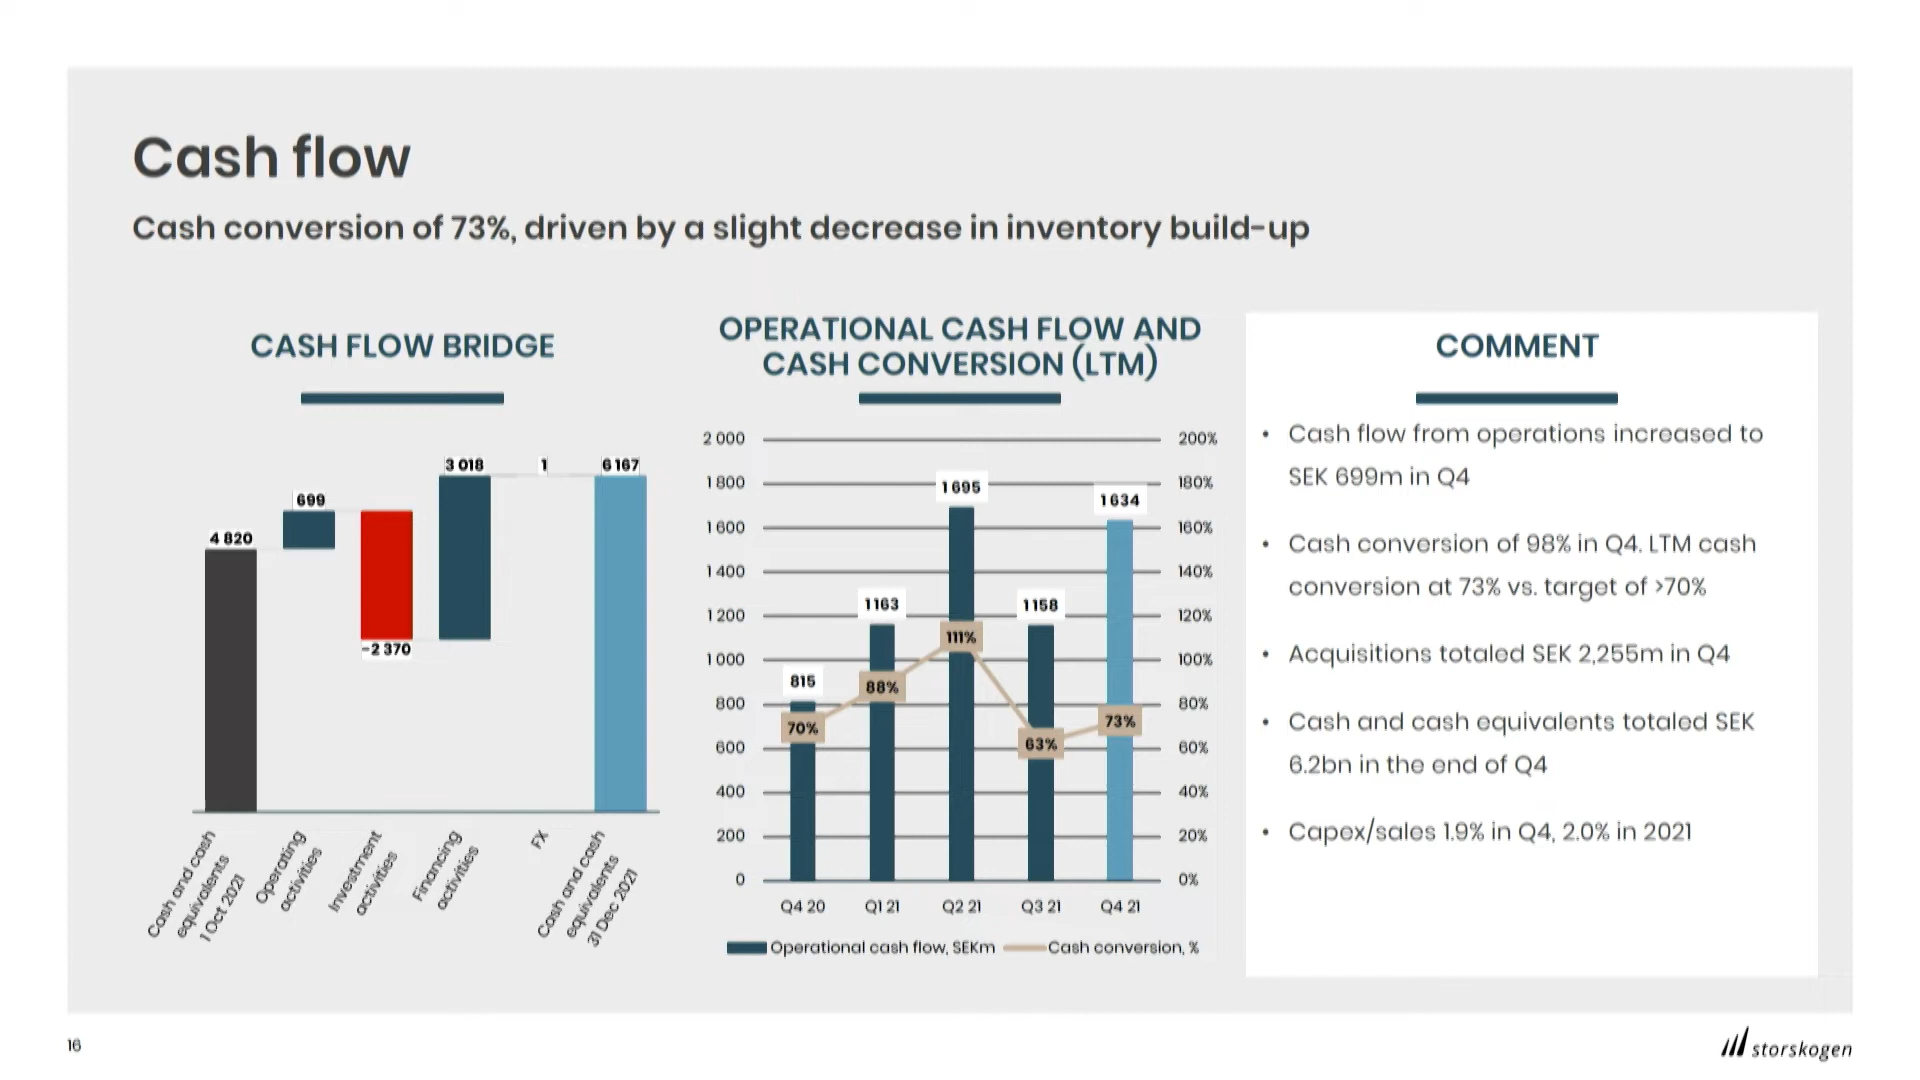 Cash flow
Cash conversion of 73%, driven by a slight decrease in inventory build-up
CASH FLOW BRIDGE
4 820
699
-2 370
3 018
1
6 167
Cash and cash
equivalents
1 Oct 2021
Operating
activities
Investment
activities
Financing
activities
FX
Cash and cash
equivalents
31 Dec 2021
OPERATIONAL CASH FLOW AND
CASH CONVERSION (LTM)
2 000
1 800
1 600
1 400
1 200
1 000
800
600
400
200
0
815
1 163
1 695
1 158
1 634
70%
88%
111%
63%
73%
200%
180%
160%
140%
120%
100%
80%
60%
40%
20%
0%
Q4 20
Q1 21
Q2 21
Q3 21
Q4 21
Operational cash flow, SEKm
Cash conversion, %
COMMENT
• Cash flow from operations increased to
SEK 699m in Q4
• Cash conversion of 98% in Q4. LTM cash
conversion at 73% vs. target of >70%
• Acquisitions totaled SEK 2,255m in Q4
• Cash and cash equivalents totaled SEK
6.2bn in the end of Q4
• Capex/sales 1.9% in Q4, 2.0% in 2021
16
storskogen